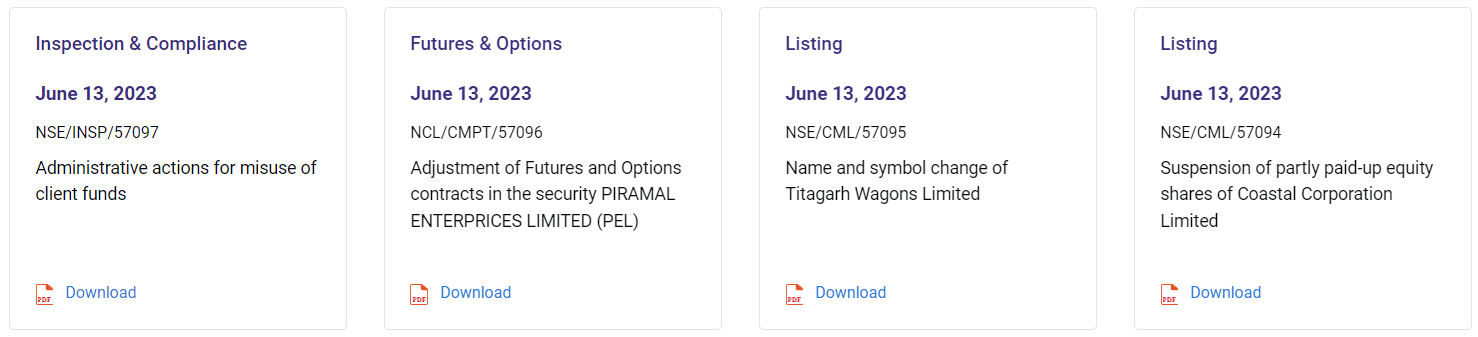 Inspection & Compliance
June 13, 2023
NSE/INSP/57097
Administrative actions for misuse of
client funds
PDF Download
Futures & Options
June 13, 2023
NCL/CMPT/57096
Adjustment of Futures and Options
contracts in the security PIRAMAL
ENTERPRICES LIMITED (PEL)
PDF Download
Listing
June 13, 2023
NSE/CML/57095
Name and symbol change of
Titagarh Wagons Limited
PDF Download
Listing
June 13, 2023
NSE/CML/57094
Suspension of partly paid-up equity
shares of Coastal Corporation
Limited
PDF Download